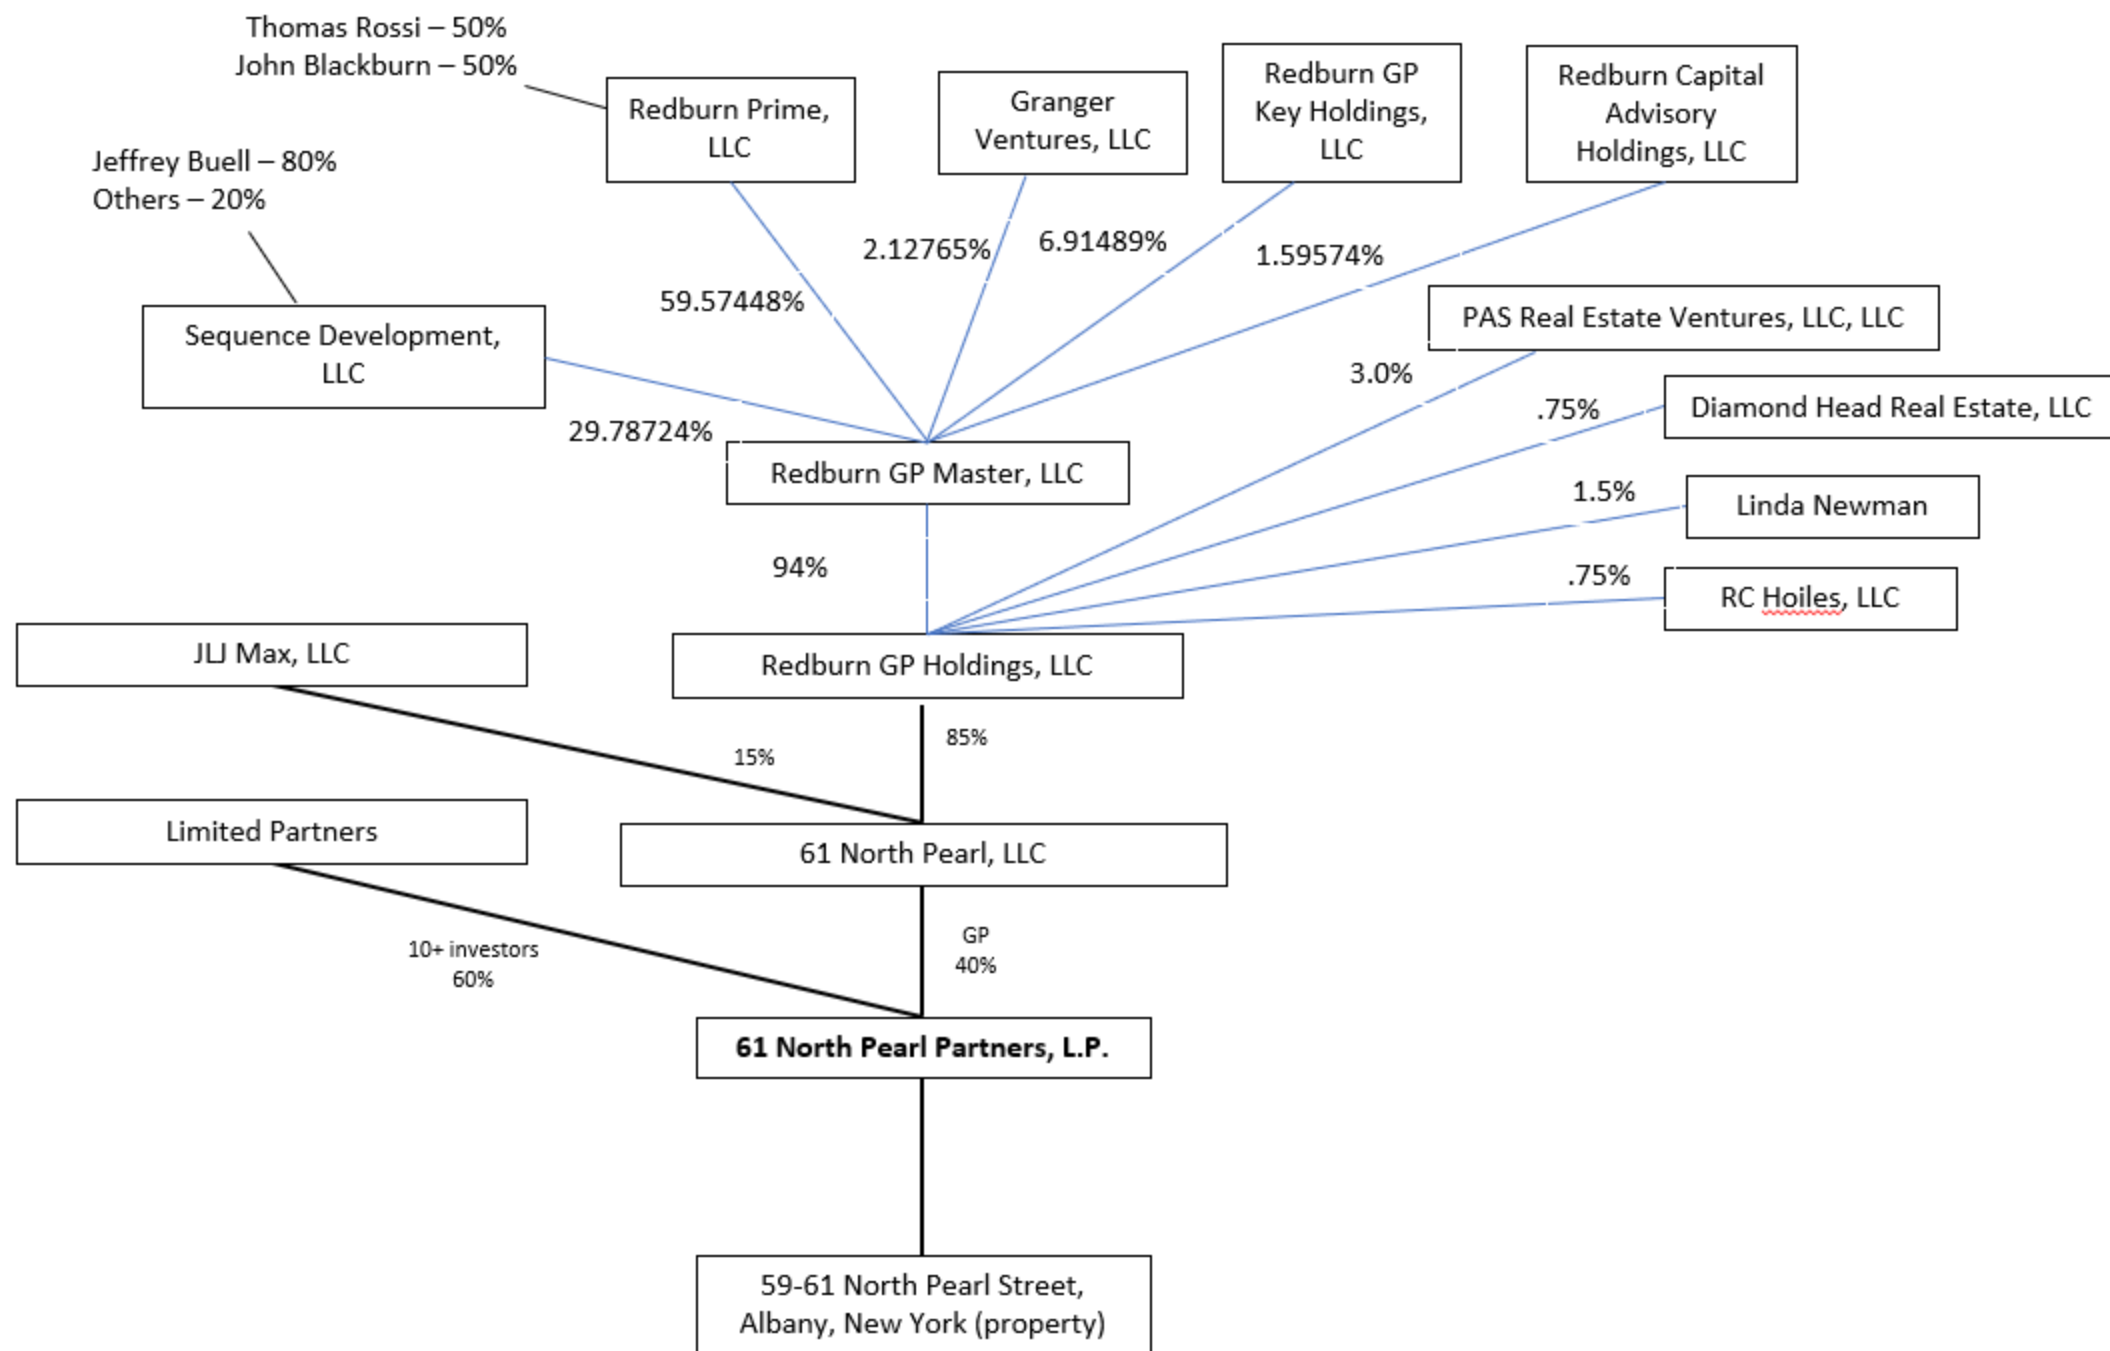 Thomas Rossi – 50%
John Blackburn – 50%
Redburn Prime,
LLC
Granger
Ventures, LLC
Redburn GP
Key Holdings,
LLC
Redburn Capital
Advisory
Holdings, LLC
Jeffrey Buell – 80%
Others – 20%
2.12765%
6.91489%
1.59574%
59.57448%
Sequence Development,
LLC
PAS Real Estate Ventures, LLC, LLC
3.0%
.75%
Diamond Head Real Estate, LLC
29.78724%
Redburn GP Master, LLC
1.5%
Linda Newman
94%
.75%
RC Hoiles, LLC
JLJ Max, LLC
Redburn GP Holdings, LLC
15%
85%
Limited Partners
61 North Pearl, LLC
10+ investors
60%
GP
40%
61 North Pearl Partners, L.P.
59-61 North Pearl Street,
Albany, New York (property)